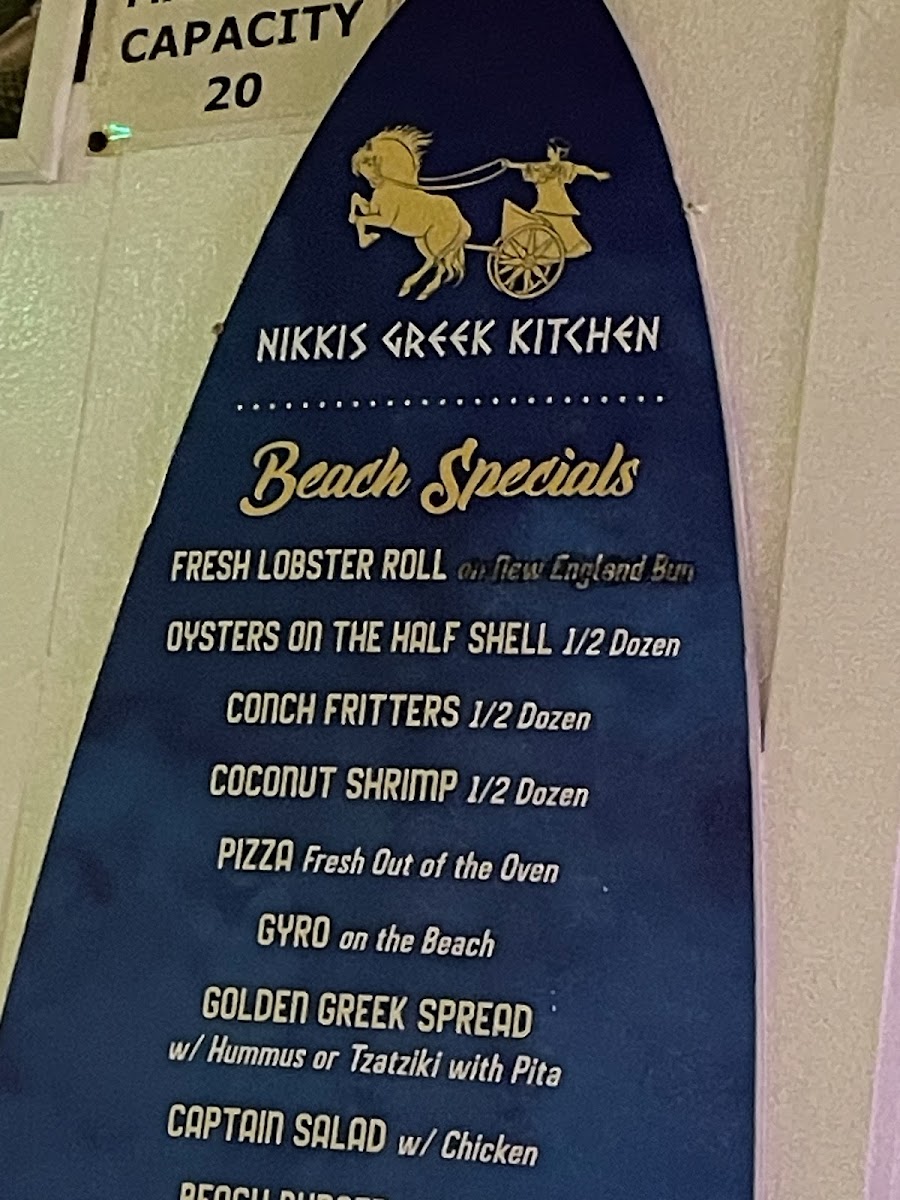 CAPACITY
20
NIKKIS GREEK KITCHEN
Beach Specials
FRESH LOBSTER ROLL on New England Bun
OYSTERS ON THE HALF SHELL 1/2 Dozen
CONCH FRITTERS 1/2 Dozen
COCONUT SHRIMP 1/2 Dozen
PIZZA Fresh Out of the Oven
GYRO on the Beach
GOLDEN GREEK SPREAD
w/ Hummus or Tzatziki with Pita
CAPTAIN SALAD w/ Chicken